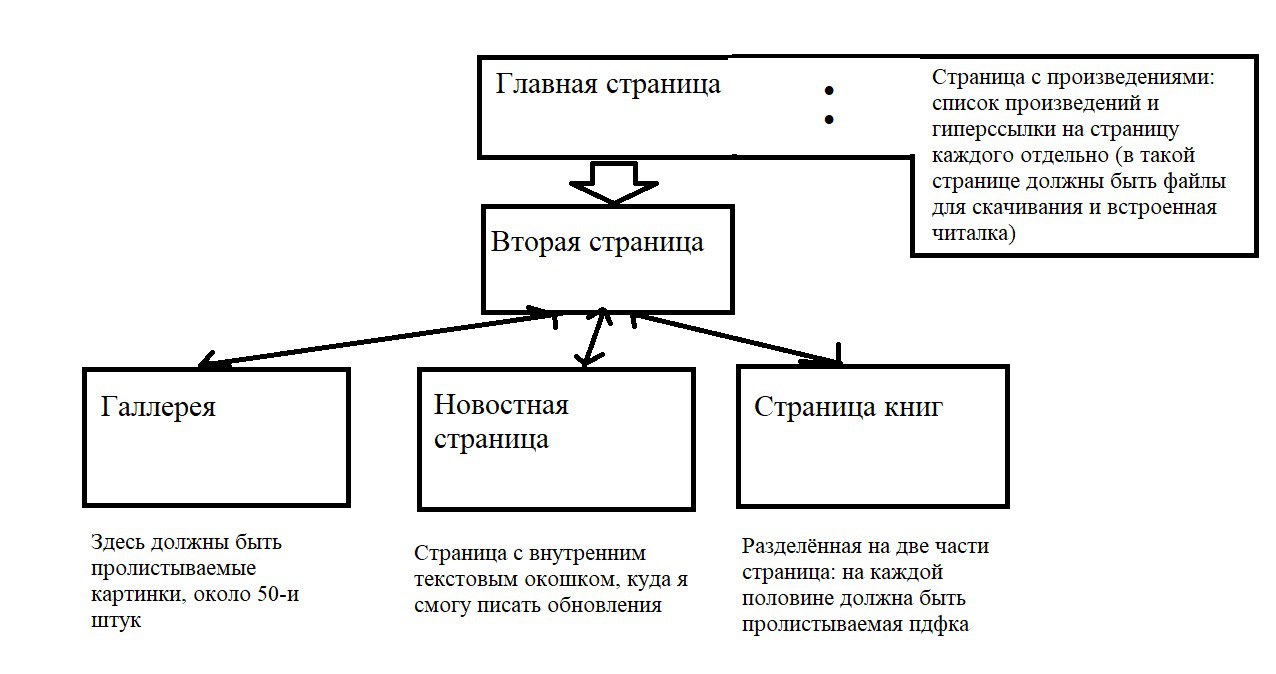 Главная страница
Страница с произведениями:
список произведений и
гиперссылки на страницу
каждого отдельно (в такой
странице должны быть файлы
для скачивания и встроенная
читалка)
Вторая страница
Галлерея
Новостная
страница
Страница книг
Здесь должны быть
пролистываемые
картинки, около 50-и
штук
Страница с внутренним
текстовым окошком, куда я
смогу писать обновления
Разделённая на две части
страница: на каждой
половине должна быть
пролистываемая пдфка